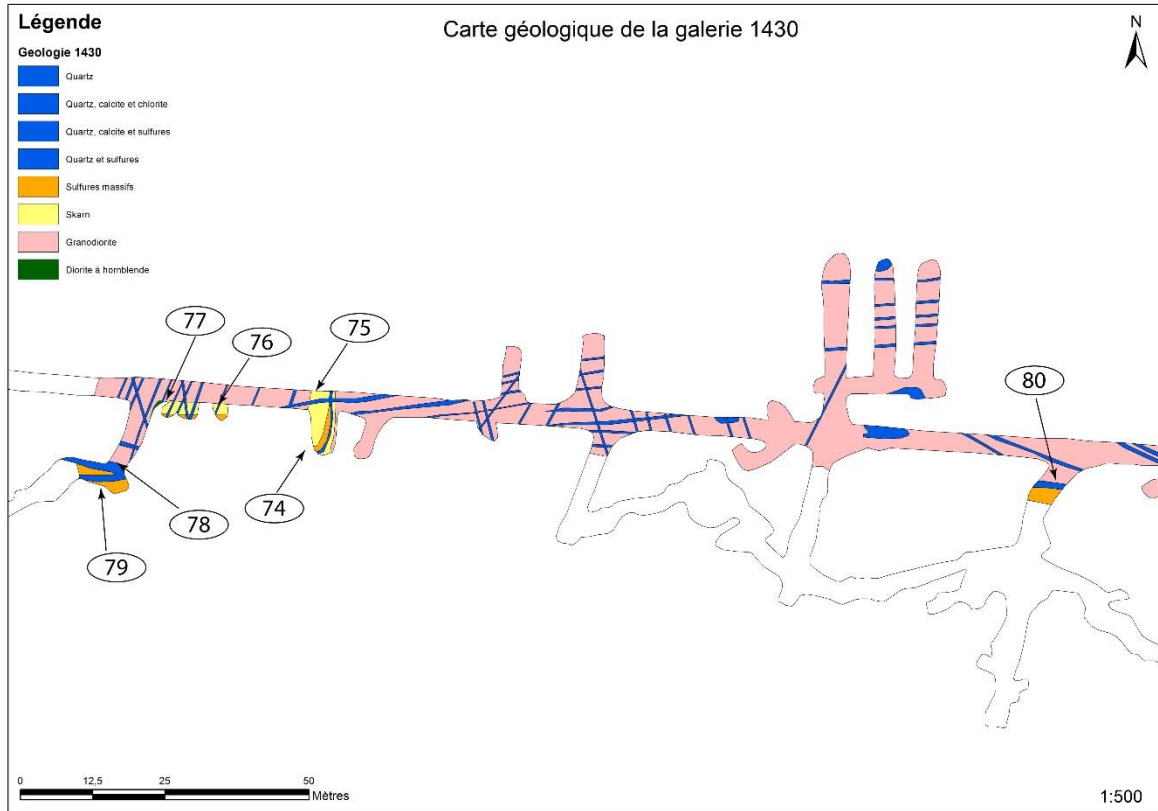 Légende
Carte géologique de la galerie 1430
N
Geologie 1430
Quartz
Quartz, calcite et chlorite
Quartz, calcite et sulfures
Quartz et sulfures
Sulfures massifs
Skarn
Granodiorite
Diorite à hornblende
77
76
75
80
74
78
79
0 12,5 25 50
Mètres
1:500